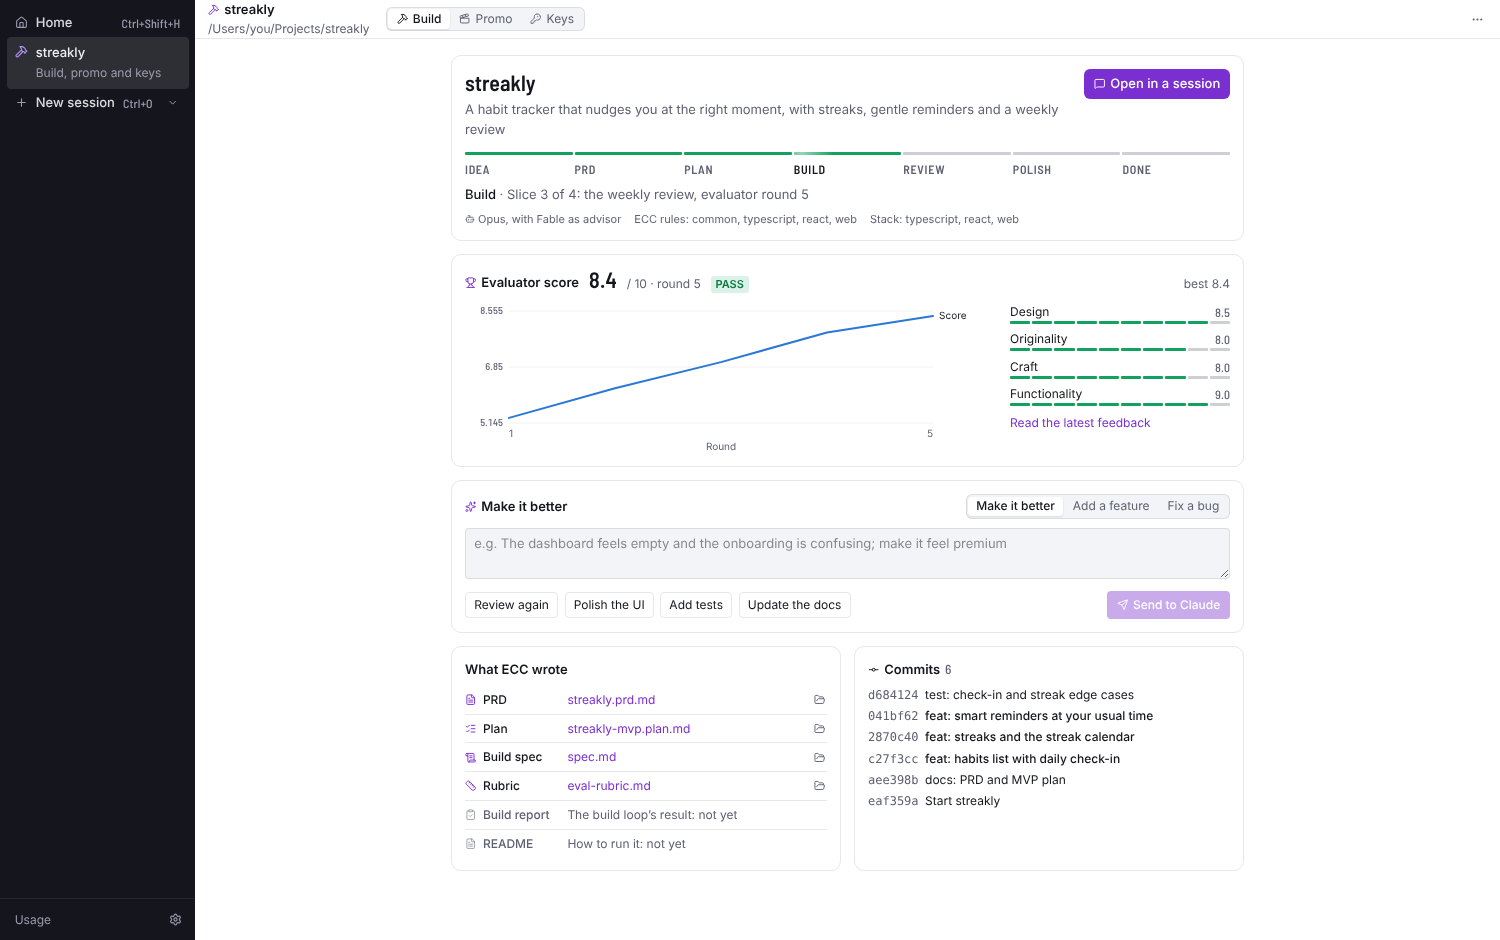 Home Ctrl+Shift+H
streakly
Build, promo and keys
New session Ctrl+O
Usage
streakly
/Users/you/Projects/streakly
Build Promo Keys
streakly
Open in a session
A habit tracker that nudges you at the right moment, with streaks, gentle reminders and a weekly
review
IDEA PRD PLAN BUILD REVIEW POLISH DONE
Build · Slice 3 of 4: the weekly review, evaluator round 5
Opus, with Fable as advisor ECC rules: common, typescript, react, web Stack: typescript, react, web
Evaluator score 8.4 / 10 · round 5 PASS best 8.4
8.555
6.85
5.145
1 5
Round
Score
Design 8.5
Originality 8.0
Craft 8.0
Functionality 9.0
Read the latest feedback
Make it better
Make it better Add a feature Fix a bug
e.g. The dashboard feels empty and the onboarding is confusing; make it feel premium
Review again Polish the UI Add tests Update the docs Send to Claude
What ECC wrote
PRD streakly.prd.md
Plan streakly-mvp.plan.md
Build spec spec.md
Rubric eval-rubric.md
Build report The build loop’s result: not yet
README How to run it: not yet
Commits 6
d684124 test: check-in and streak edge cases
041bf62 feat: smart reminders at your usual time
2870c40 feat: streaks and the streak calendar
c27f3cc feat: habits list with daily check-in
aee398b docs: PRD and MVP plan
eaf359a Start streakly